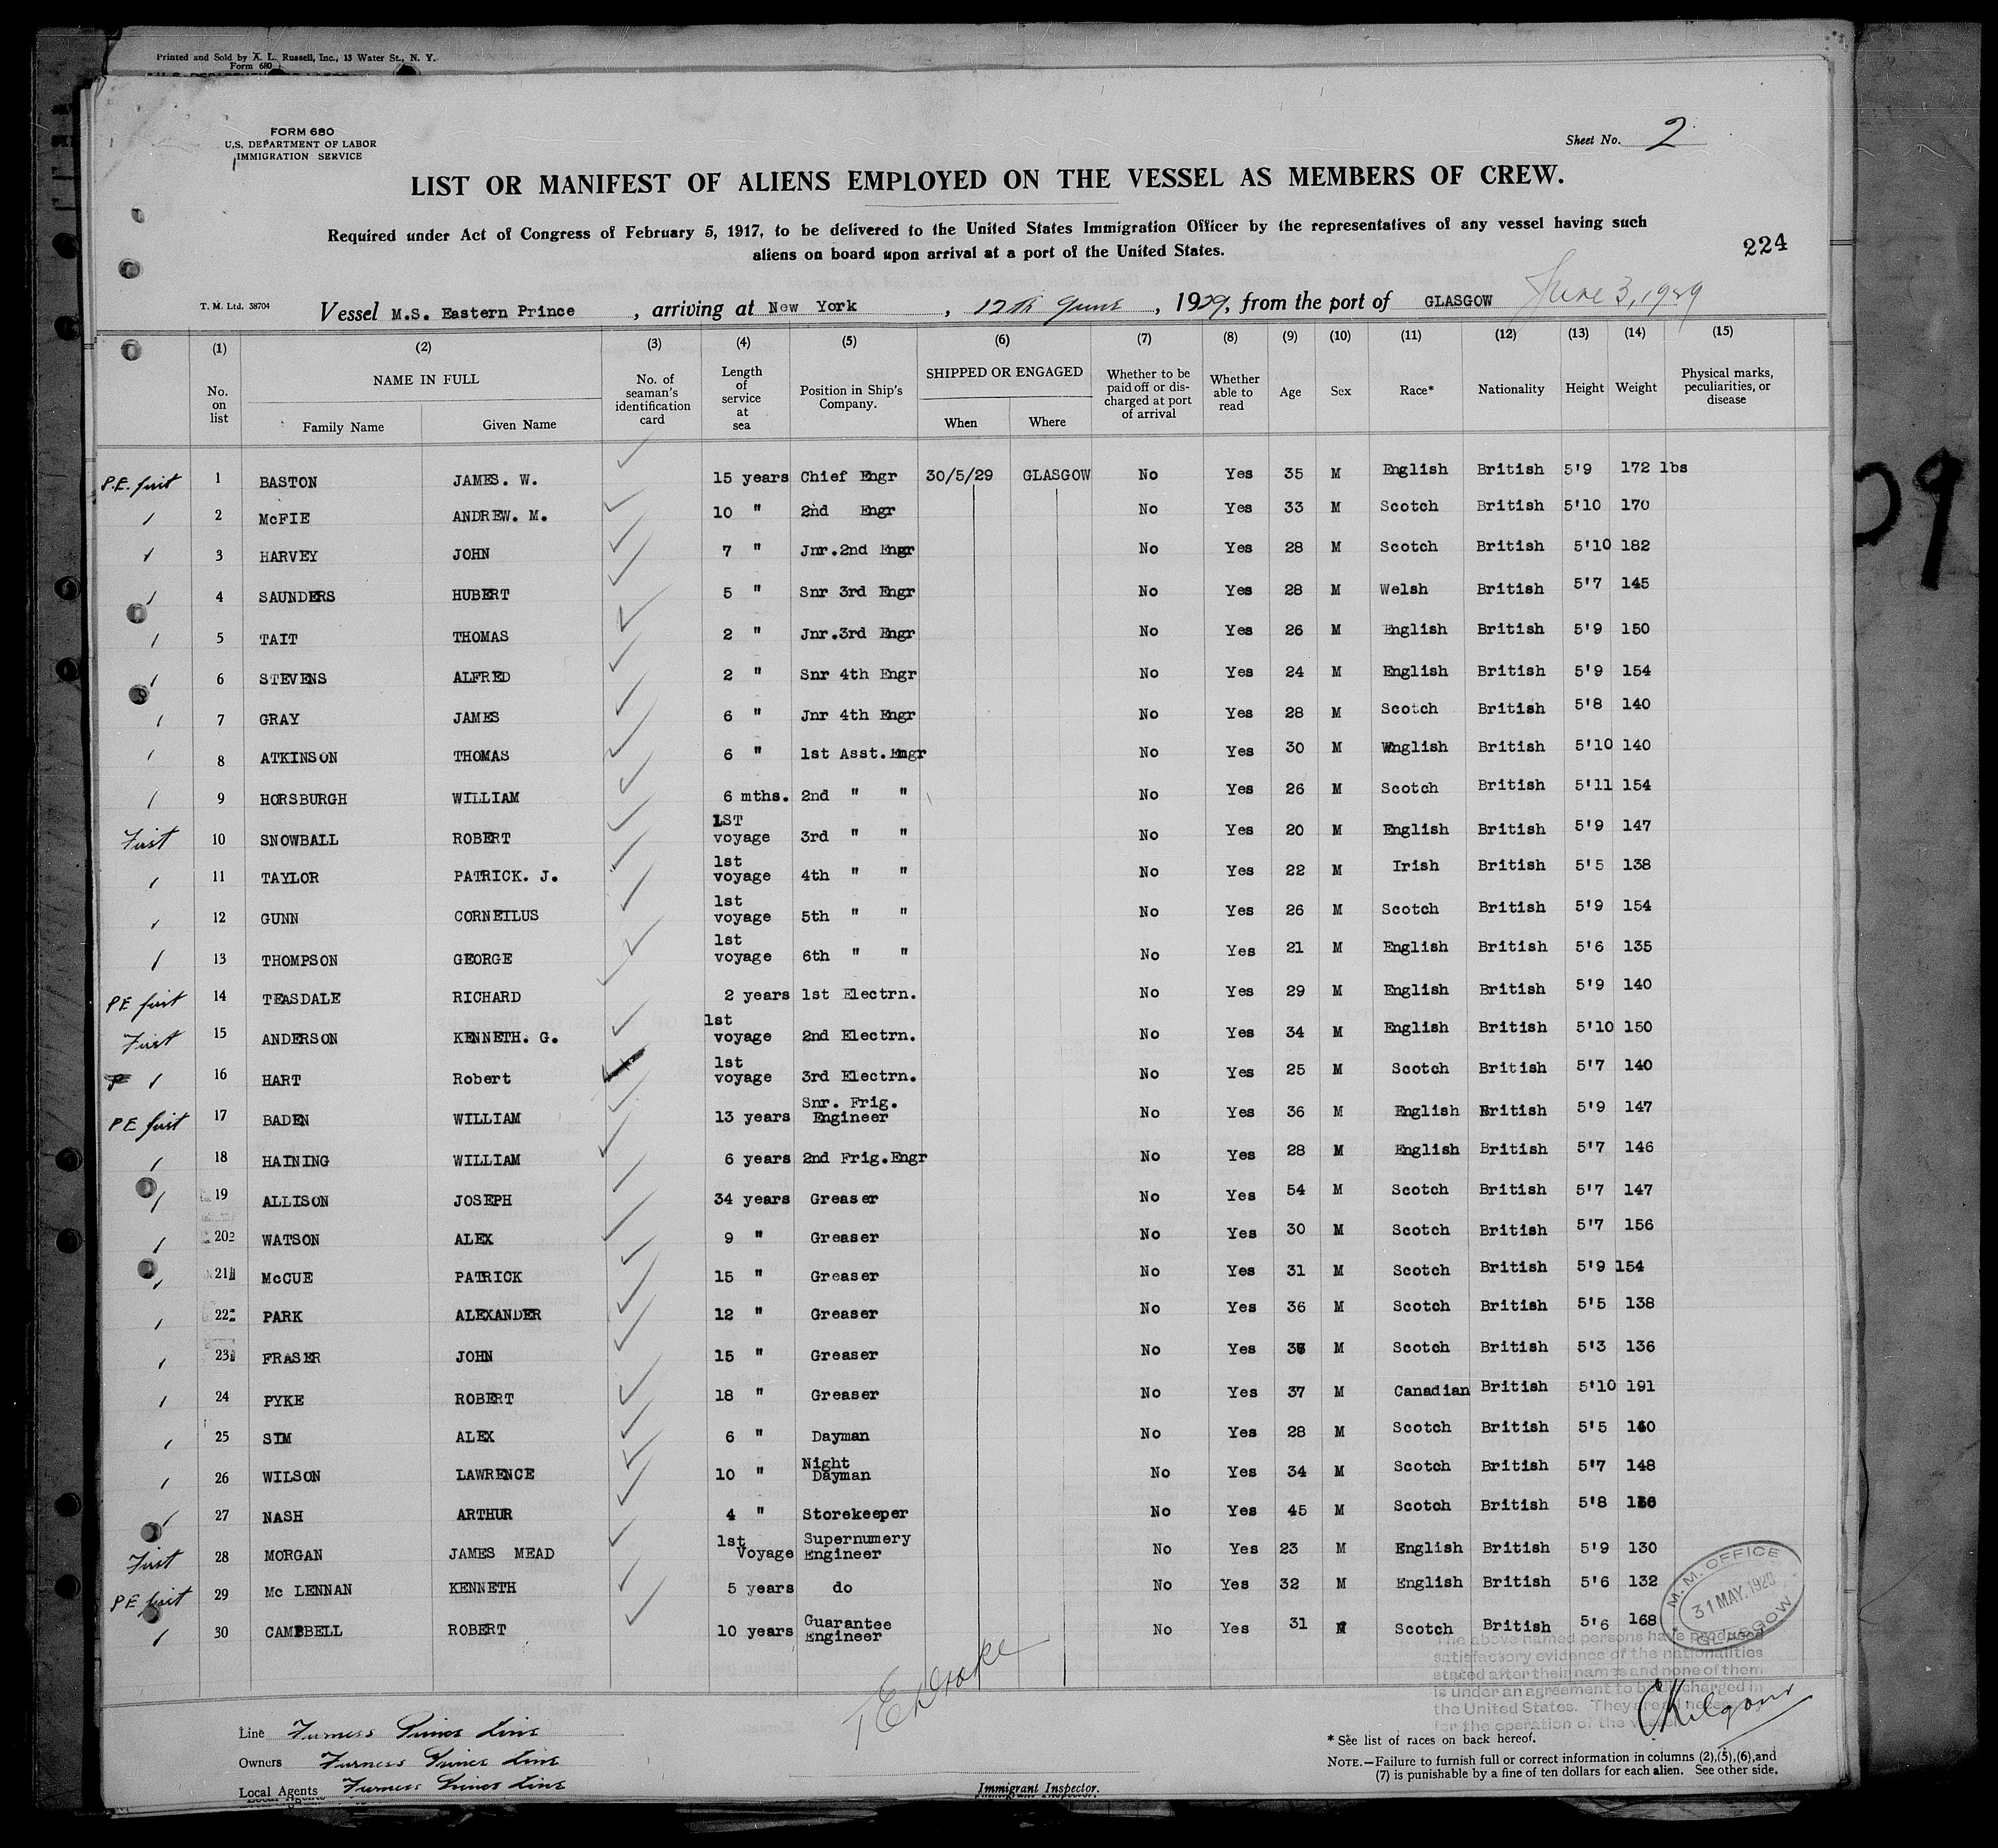 Printed and Sold by A. L. Russell, Inc., 13 Water St., N. Y.
Form 680
FORM 680
U.S. DEPARTMENT OF LABOR
IMMIGRATION SERVICE
Sheet No. 2
LIST OR MANIFEST OF ALIENS EMPLOYED ON THE VESSEL AS MEMBERS OF CREW.
Required under Act of Congress of February 5, 1917, to be delivered to the United States Immigration Officer by the representatives of any vessel having such
aliens on board upon arrival at a port of the United States.
224
T. M. Ltd. 38704 Vessel M.S. Eastern Prince, arriving at New York, 12th June, 1929, from the port of GLASGOW June 3, 1929
(1) (2) (3) (4) (5) (6) (7) (8) (9) (10) (11) (12) (13) (14) (15)
No. on list NAME IN FULL Family Name Given Name No. of seaman's identification card Length of service at sea Position in Ship's Company. SHIPPED OR ENGAGED When Where Whether to be paid off or discharged at port of arrival Whether able to read Age Sex Race* Nationality Height Weight Physical marks, peculiarities, or disease
P.E. first 1 BASTON JAMES. W. 15 years Chief Engr 30/5/29 GLASGOW No Yes 35 M English British 5'9 172 lbs
2 McFIE ANDREW. M. 10 " 2nd Engr No Yes 33 M Scotch British 5'10 170
3 HARVEY JOHN 7 " Jnr.2nd Engr No Yes 28 M Scotch British 5'10 182
4 SAUNDERS HUBERT 5 " Snr 3rd Engr No Yes 28 M Welsh British 5'7 145
5 TAIT THOMAS 2 " Jnr.3rd Engr No Yes 26 M English British 5'9 150
6 STEVENS ALFRED 2 " Snr 4th Engr No Yes 24 M English British 5'9 154
7 GRAY JAMES 6 " Jnr 4th Engr No Yes 28 M Scotch British 5'8 140
8 ATKINSON THOMAS 6 " 1st Asst.Engr No Yes 30 M English British 5'10 140
9 HORSBURGH WILLIAM 6 mths. 2nd " " No Yes 26 M Scotch British 5'11 154
First 10 SNOWBALL ROBERT 1ST voyage 3rd " " No Yes 20 M English British 5'9 147
11 TAYLOR PATRICK. J. 1st voyage 4th " " No Yes 22 M Irish British 5'5 138
12 GUNN CORNEILUS 1st voyage 5th " " No Yes 26 M Scotch British 5'9 154
13 THOMPSON GEORGE 1st voyage 6th " " No Yes 21 M English British 5'6 135
PE first 14 TEASDALE RICHARD 2 years 1st Electrn. No Yes 29 M English British 5'9 140
First 15 ANDERSON KENNETH. G. 1st voyage 2nd Electrn. No Yes 34 M English British 5'10 150
16 HART Robert 1st voyage 3rd Electrn. No Yes 25 M Scotch British 5'7 140
PE first 17 BADEN WILLIAM 13 years Snr. Frig. Engineer No Yes 36 M English British 5'9 147
18 HAINING WILLIAM 6 years 2nd Frig.Engr No Yes 28 M English British 5'7 146
19 ALLISON JOSEPH 34 years Greaser No Yes 54 M Scotch British 5'7 147
20 WATSON ALEX 9 " Greaser No Yes 30 M Scotch British 5'7 156
21 McCUE PATRICK 15 " Greaser No Yes 31 M Scotch British 5'9 154
22 PARK ALEXANDER 12 " Greaser No Yes 36 M Scotch British 5'5 138
23 FRASER JOHN 15 " Greaser No Yes M Scotch British 5'3 136
24 PYKE ROBERT 18 " Greaser No Yes 37 M Canadian British 5'10 191
25 SIM ALEX 6 " Dayman No Yes 28 M Scotch British 5'5
26 WILSON LAWRENCE 10 " Night Dayman No Yes 34 M Scotch British 5'7 148
27 NASH ARTHUR 4 " Storekeeper No Yes 45 M Scotch British 5'8
First 28 MORGAN JAMES MEAD 1st Voyage Supernumery Engineer No Yes 23 M English British 5'9 130
PE first 29 Mc LENNAN KENNETH 5 years do No Yes 32 M English British 5'6 132
30 CAMPBELL ROBERT 10 years Guarantee Engineer No Yes 31 M Scotch British 5'6 168
M.M. OFFICE
31 MAY. 1929
GLASGOW
The above named persons have produced
satisfactory evidence of the nationalities
stated after their names and none of them
is under an agreement to be discharged in
the United States. They are all necessary
for the operation of the vessel.
Line Furness Prince Line
Owners Furness Prince Line
Local Agents Furness Prince Line
Immigrant Inspector.
* See list of races on back hereof.
NOTE.—Failure to furnish full or correct information in columns (2),(5),(6),and
(7) is punishable by a fine of ten dollars for each alien. See other side.